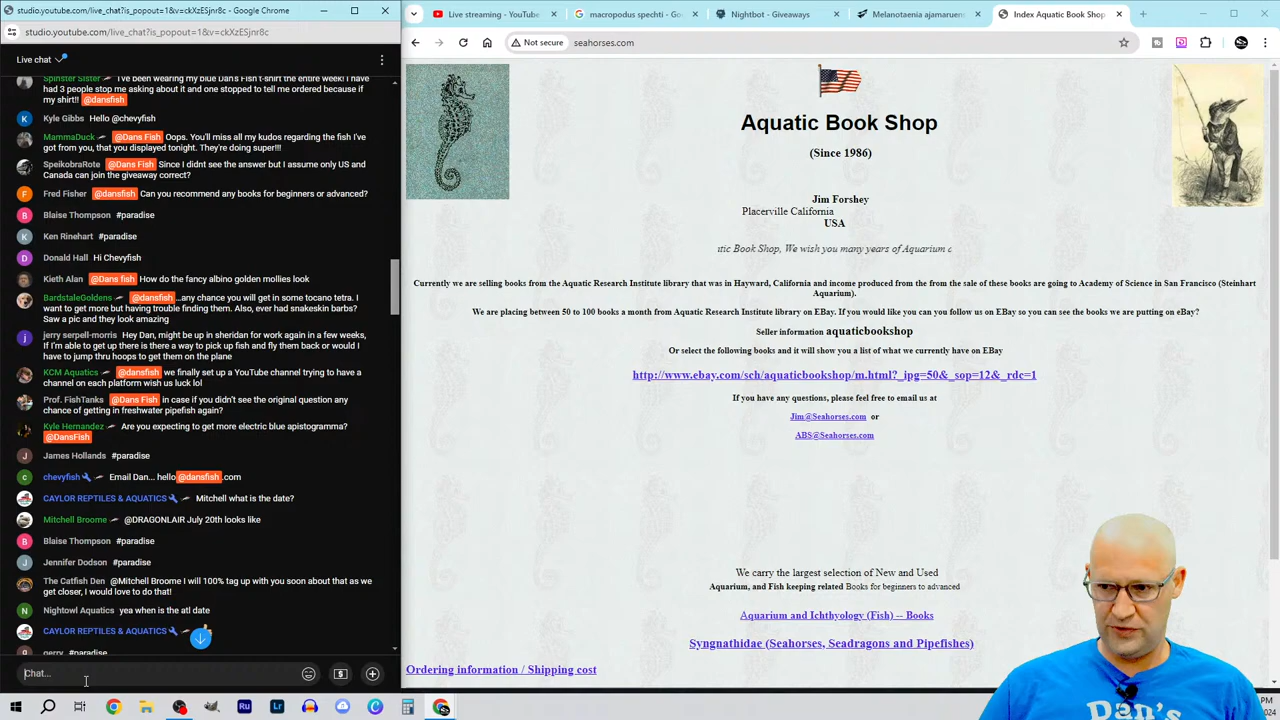 studio.youtube.com/live_chat?is_popout=1&v=ckXzESjnr8c - Google Chrome
studio.youtube.com/live_chat?is_popout=1&v=ckXzESjnr8c
Live chat
Spinster Sister I've been wearing my blue Dan's Fish t-shirt the entire week! I have
had 3 people stop me asking about it and one stopped to tell me ordered because if
my shirt!! @dansfish
Kyle Gibbs Hello @chevyfish
MammaDuck @Dans Fish Oops. You'll miss all my kudos regarding the fish I've
got from you, that you displayed tonight. They're doing super!!!
SpeikobraRote @Dans Fish Since I didnt see the answer but I assume only US and
Canada can join the giveaway correct?
Fred Fisher @dansfish Can you recommend any books for beginners or advanced?
Blaise Thompson #paradise
Ken Rinehart #paradise
Donald Hall Hi Chevyfish
Kieth Alan @Dans fish How do the fancy albino golden mollies look
BardstaleGoldens @dansfish ...any chance you will get in some tocano tetra. I
want to get more but having trouble finding them. Also, ever had snakeskin barbs?
Saw a pic and they look amazing
jerry serpell-morris Hey Dan, might be up in sheridan for work again in a few weeks,
If I'm able to get up there is there a way to pick up fish and fly them back or would I
have to jump thru hoops to get them on the plane
KCM Aquatics @dansfish we finally set up a YouTube channel trying to have a
channel on each platform wish us luck lol
Prof. FishTanks @Dans Fish in case if you didn't see the original question any
chance of getting in freshwater pipefish again?
Kyle Hernandez Are you expecting to get more electric blue apistogramma?
@DansFish
James Hollands #paradise
chevyfish Email Dan... hello @dansfish .com
CAYLOR REPTILES & AQUATICS Mitchell what is the date?
Mitchell Broome @DRAGONLAIR July 20th looks like
Blaise Thompson #paradise
Jennifer Dodson #paradise
The Catfish Den @Mitchell Broome I will 100% tag up with you soon about that as we
get closer, I would love to do that!
Nightowl Aquatics yea when is the atl date
CAYLOR REPTILES & AQUATICS
gerry #paradise
Chat...
Live streaming - YouTube
macropodus spechti - Goo
Nightbot - Giveaways
Melanotaenia ajamaruens
Index Aquatic Book Shop
Not secure seahorses.com
Aquatic Book Shop
(Since 1986)
Jim Forshey
Placerville California
USA
tic Book Shop, We wish you many years of Aquarium
Currently we are selling books from the Aquatic Research Institute library that was in Hayward, California and income produced from the from the sale of these books are going to Academy of Science in San Francisco (Steinhart
Aquarium).
We are placing between 50 to 100 books a month from Aquatic Research Institute library on EBay. If you would like you can you follow us on EBay so you can see the books we are putting on eBay?
Seller information aquaticbookshop
Or select the following books and it will show you a list of what we currently have on EBay
http://www.ebay.com/sch/aquaticbookshop/m.html?_ipg=50&_sop=12&_rdc=1
If you have any questions, please feel free to email us at
Jim@Seahorses.com or
ABS@Seahorses.com
We carry the largest selection of New and Used
Aquarium, and Fish keeping related Books for beginners to advanced
Aquarium and Ichthyology (Fish) -- Books
Syngnathidae (Seahorses, Seadragons and Pipefishes)
Ordering information / Shipping cost
Ru
Lr
PM
2024
Dan's